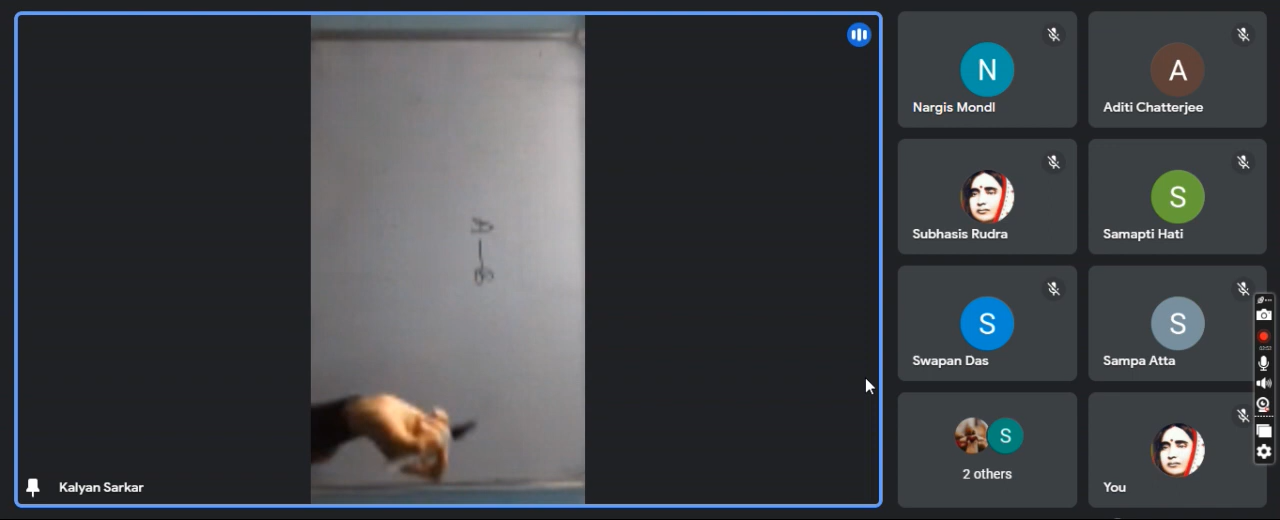 A - B
Kalyan Sarkar
N
Nargis Mondl
A
Aditi Chatterjee
Subhasis Rudra
S
Samapti Hati
S
Swapan Das
S
Sampa Atta
S
2 others
You